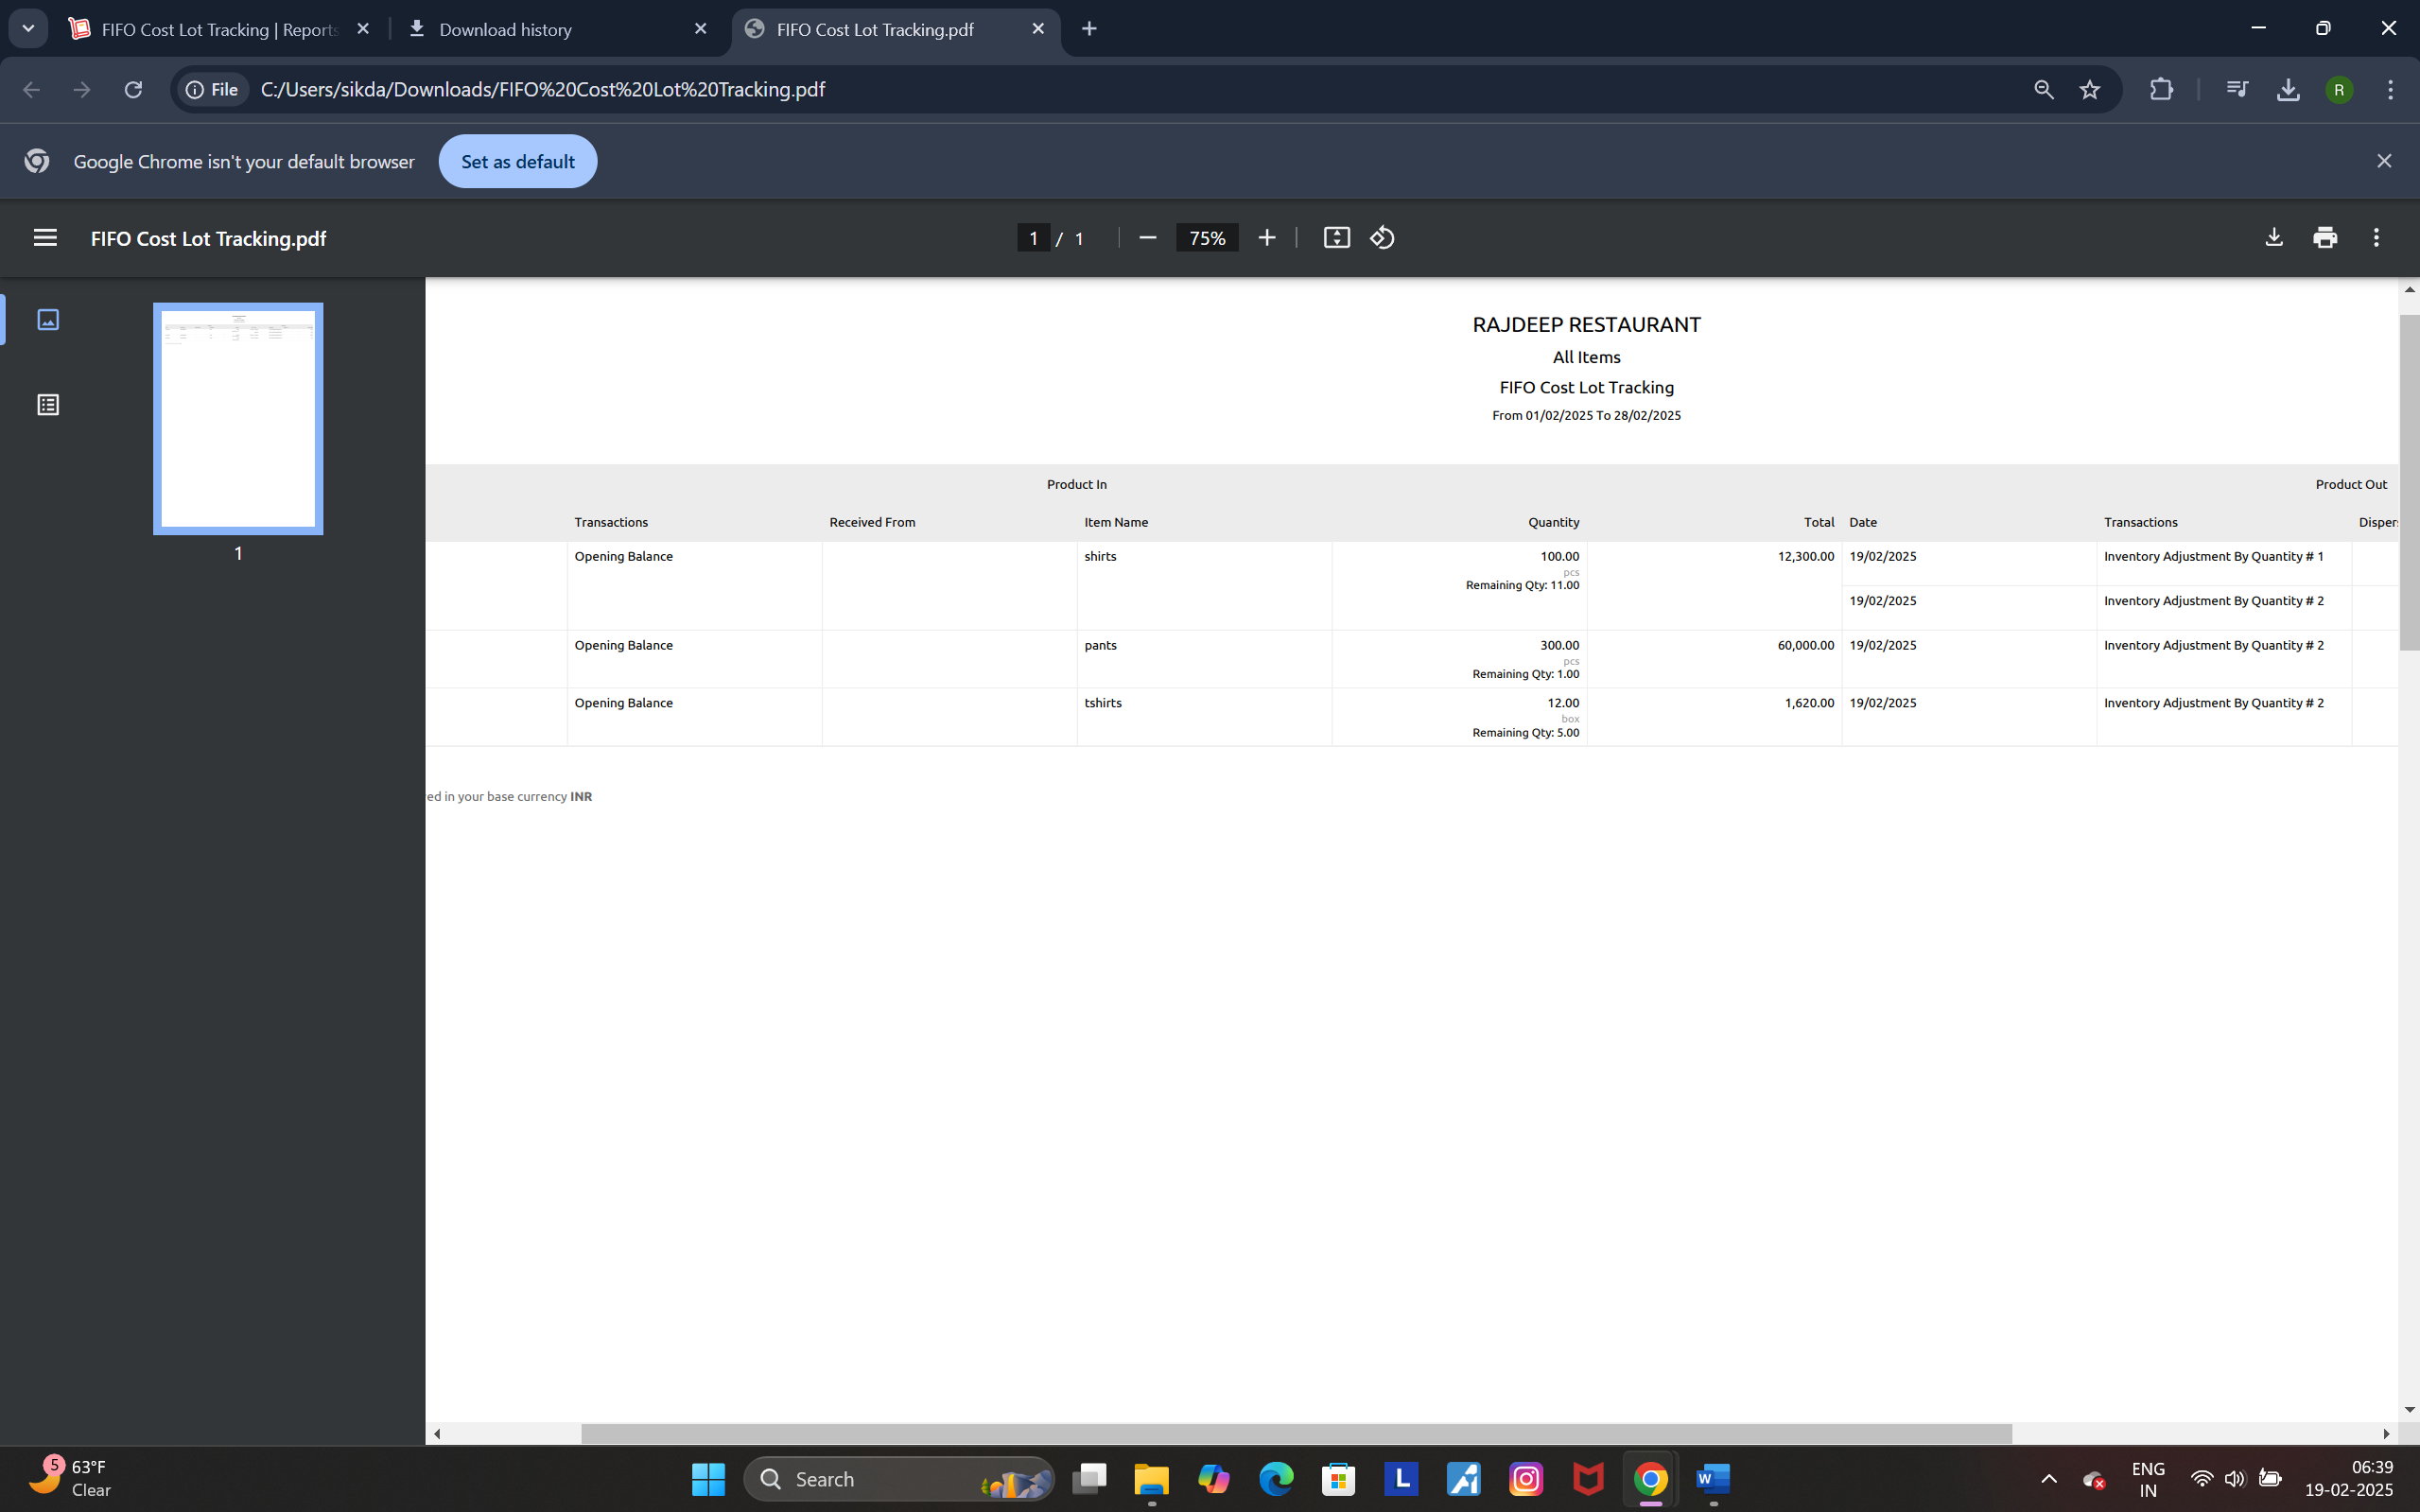 FIFO Cost Lot Tracking | Reports
Download history
FIFO Cost Lot Tracking.pdf
File
C:/Users/sikda/Downloads/FIFO%20Cost%20Lot%20Tracking.pdf
R
Google Chrome isn't your default browser
Set as default
FIFO Cost Lot Tracking.pdf
1 / 1
75%
1
RAJDEEP RESTAURANT
All Items
FIFO Cost Lot Tracking
From 01/02/2025 To 28/02/2025
Product In Product Out
Transactions Received From Item Name Quantity Total Date Transactions Dispers
Opening Balance shirts 100.00 12,300.00 19/02/2025 Inventory Adjustment By Quantity # 1
pcs
Remaining Qty: 11.00
19/02/2025 Inventory Adjustment By Quantity # 2
Opening Balance pants 300.00 60,000.00 19/02/2025 Inventory Adjustment By Quantity # 2
pcs
Remaining Qty: 1.00
Opening Balance tshirts 12.00 1,620.00 19/02/2025 Inventory Adjustment By Quantity # 2
box
Remaining Qty: 5.00
ed in your base currency INR
5
63°F
Clear
Search
L
W
ENG
IN
06:39
19-02-2025